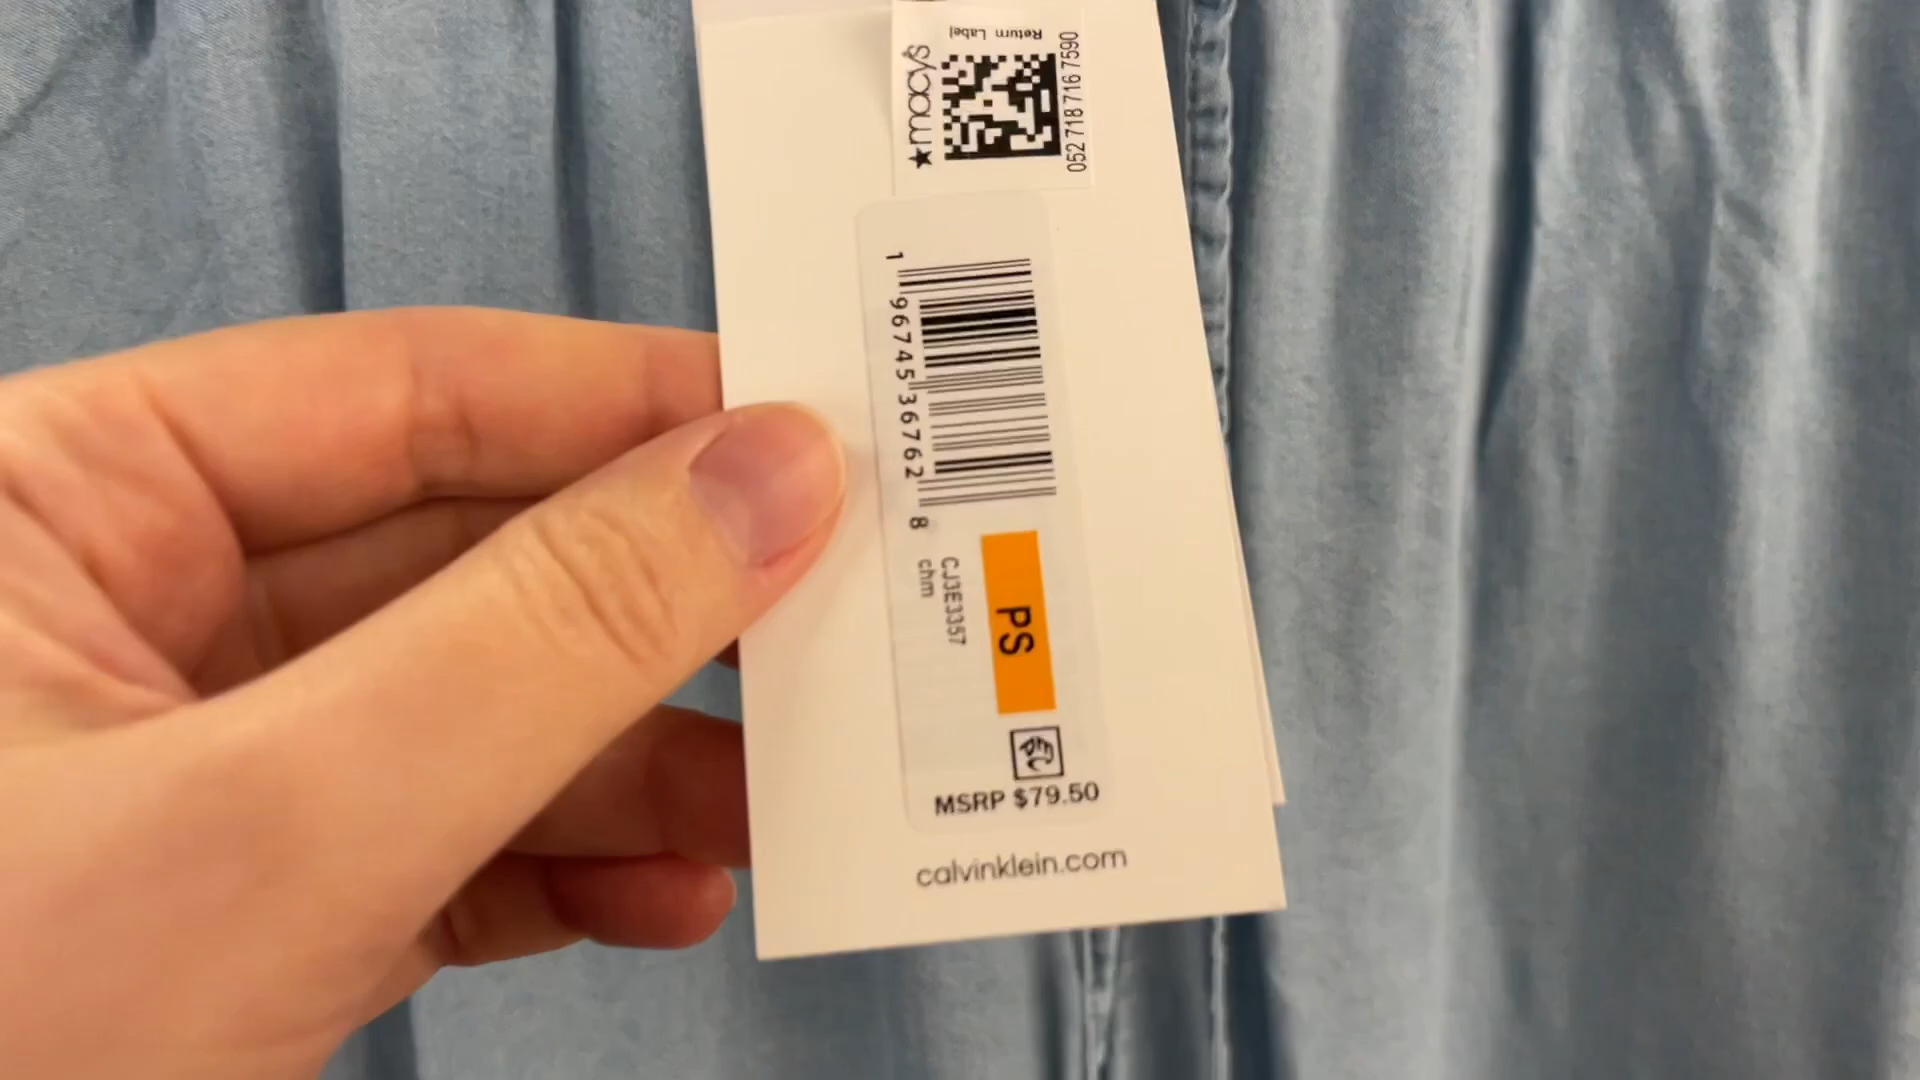 Return Label
★macy's
052 718 716 7590
1 96745 36762 8
CJ3E3357
chm
PS
MSRP $79.50
calvinklein.com